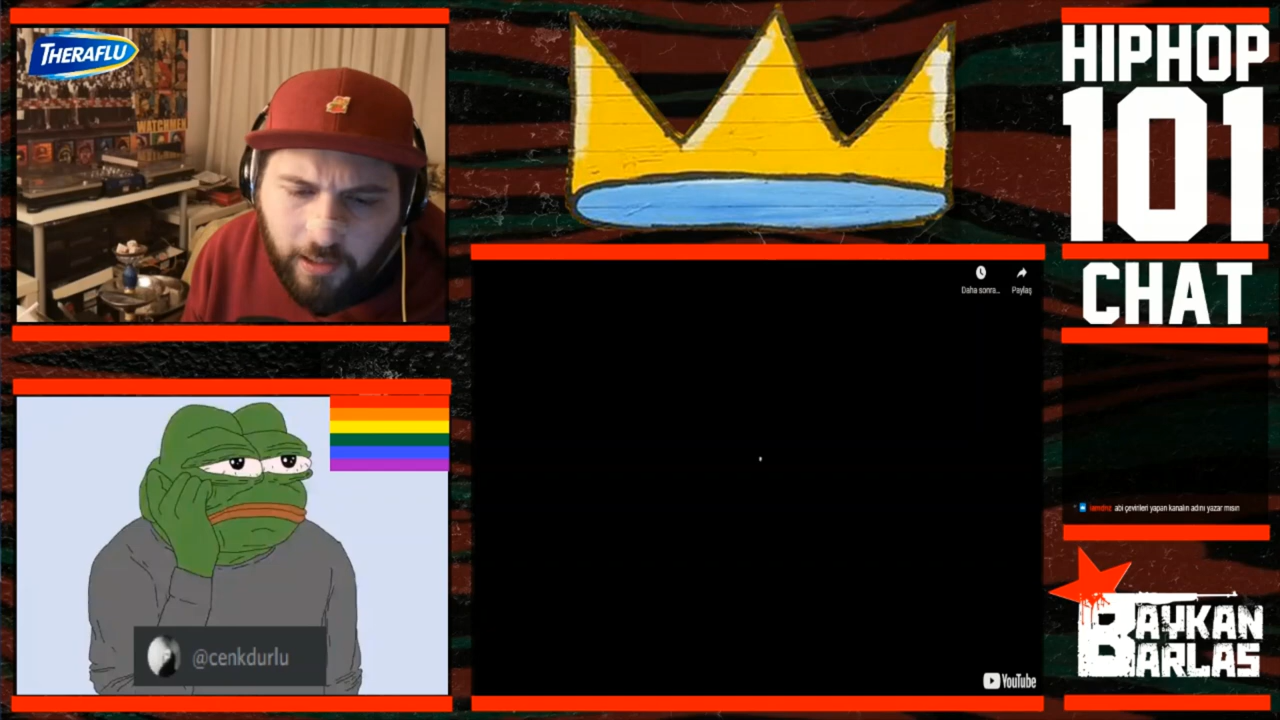 THERAFLU
WATCHMEN
HIPHOP
101
CHAT
Daha sonra...
Paylaş
abi çevirileri yapan kanalın adını yazar mısın
@cenkdurlu
YouTube
BAYKAN
BARLAS